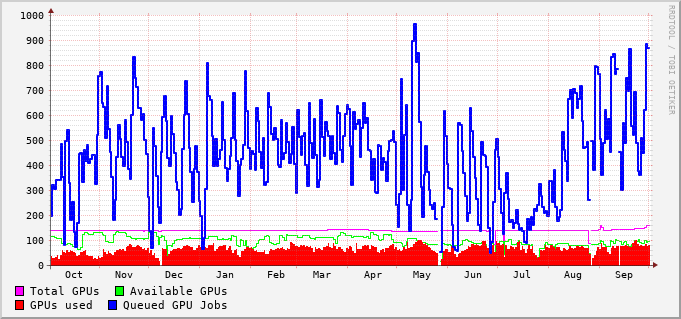 1000
900
800
700
600
500
400
300
200
100
0
Oct Nov Dec Jan Feb Mar Apr May Jun Jul Aug Sep
Total GPUs Available GPUs
GPUs used Queued GPU Jobs
RRDTOOL / TOBI OETIKER